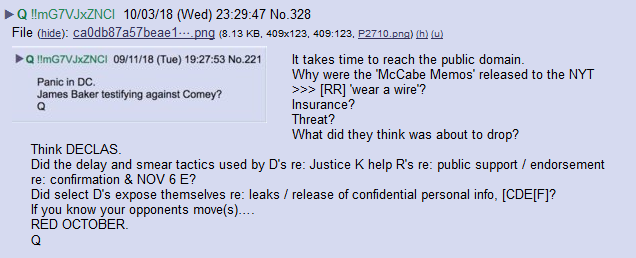 ▶ Q !!mG7VJxZNCI 10/03/18 (Wed) 23:29:47 No.328
File (hide): ca0db87a57beae1⋯.png (8.13 KB, 409x123, 409:123, P2710.png) (h) (u)
▶ Q !!mG7VJxZNCI 09/11/18 (Tue) 19:27:53 No.221
Panic in DC.
James Baker testifying against Comey?
Q
It takes time to reach the public domain.
Why were the 'McCabe Memos' released to the NYT
>>> [RR] 'wear a wire'?
Insurance?
Threat?
What did they think was about to drop?
Think DECLAS.
Did the delay and smear tactics used by D's re: Justice K help R's re: public support / endorsement
re: confirmation & NOV 6 E?
Did select D's expose themselves re: leaks / release of confidential personal info, [CDE[F]?
If you know your opponents move(s)....
RED OCTOBER.
Q